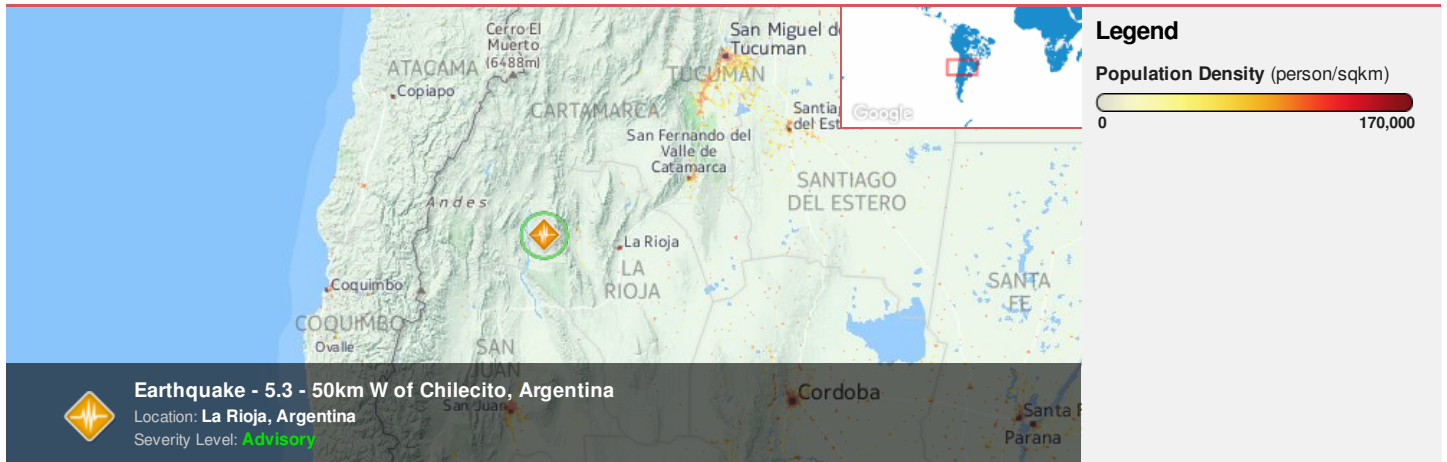 Cerro El
Muerto
(6488m)
San Miguel d
Tucuman
ATACAMA
TUCUMAN
Copiapo
CARTAMARCA
Santia
del Est
San Fernando del
Valle de
Catamarca
SANTIAGO
DEL ESTERO
Andes
La Rioja
LA
RIOJA
SANTA
FE
Coquimbo
COQUIMBO
Ovalle
SAN
JUAN
San Juan
Cordoba
Santa F
Parana
Google
Earthquake - 5.3 - 50km W of Chilecito, Argentina
Location: La Rioja, Argentina
Severity Level: Advisory
Legend
Population Density (person/sqkm)
0 170,000